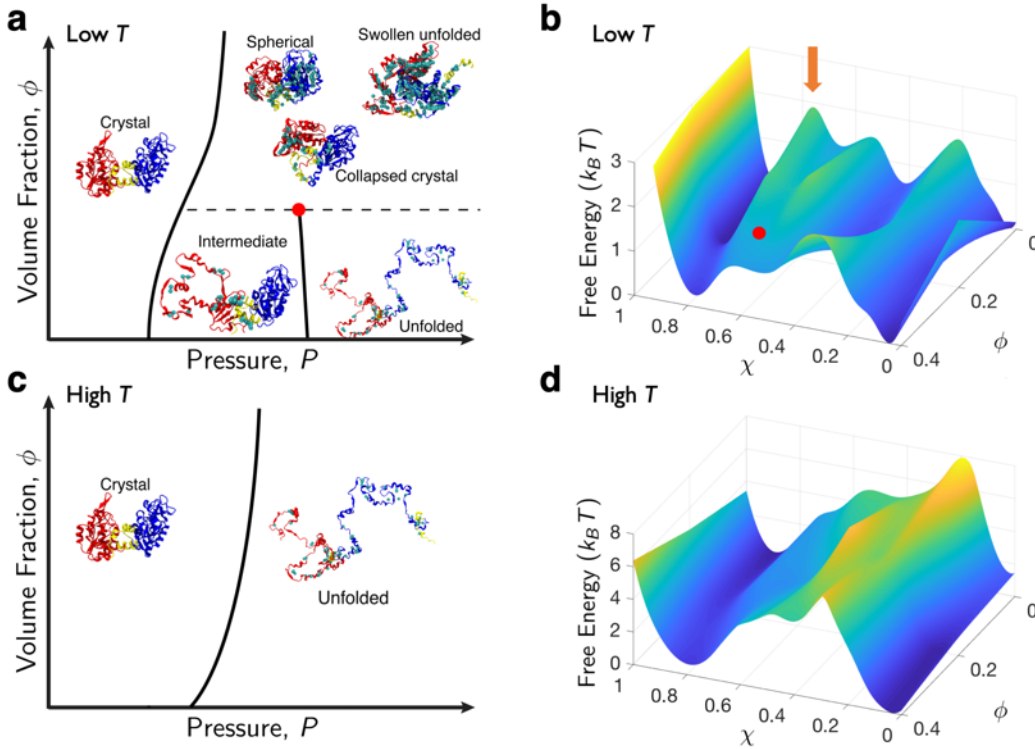 a
Low T
Volume Fraction, ϕ
Crystal
Spherical
Swollen unfolded
Collapsed crystal
Intermediate
Unfolded
Pressure, P
b
Low T
Free Energy (k_B T)
3
2
1
0
1
0.8
0.6
0.4
0.2
0
χ
0
0.2
0.4
ϕ
c
High T
Volume Fraction, ϕ
Crystal
Unfolded
Pressure, P
d
High T
Free Energy (k_B T)
8
6
4
2
0
1
0.8
0.6
0.4
0.2
0
χ
0
0.2
0.4
ϕ